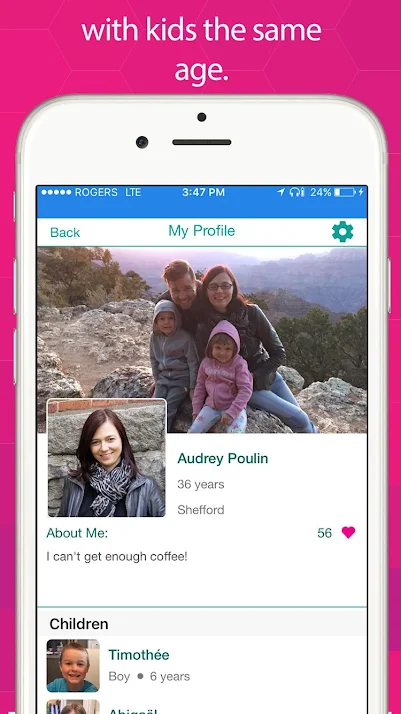 with kids the same
age.
ROGERS LTE 3:47 PM 24%
Back My Profile
Audrey Poulin
36 years
Shefford
About Me: 56
I can't get enough coffee!
Children
Timothée
Boy • 6 years